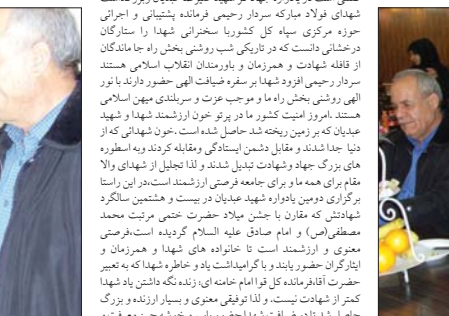 شهدای فولاد مبارکه سردار رحیمی فرمانده پشتیبانی و اجرائی
حوزه مرکزی سپاه کل کشوربا سخنرانی شهدا را ستارگان
درخشانی دانست که در تاریکی شب روشنی بخش راه جا ماندگان
از قافله شهادت و همرزمان و باورمندان انقلاب اسلامی هستند
سردار رحیمی افزود شهدا بر سفره ضیافت الهی حضور دارند با نور
الهی روشنی بخش راه ما و موجب عزت و سربلندی میهن اسلامی
هستند .امروز امنیت کشور ما در پرتو خون ارزشمند شهدا و شهید
عبدیان که بر زمین ریخته شد حاصل شده است .خون شهدائی که از
دنیا جدا شدند و مقابل دشمن ایستادگی ومقابله کردند وبه اسطوره
های بزرگ جهاد وشهادت تبدیل شدند و لذا تجلیل از شهدای والا
مقام برای همه ما و برای جامعه فرصتی ارزشمند است،در این راستا
برگزاری دومین یادواره شهید عبدیان در بیست و هشتمین سالگرد
شهادتش که مقارن با جشن میلاد حضرت ختمی مرتبت محمد
مصطفی(ص) و امام صادق علیه السلام گردیده است،فرصتی
معنوی و ارزشمند است تا خانواده های شهدا و همرزمان و
ایثارگران حضور یابند و با گرامیداشت یاد و خاطره شهدا که به تعبیر
حضرت آقا،فرمانده کل قوا امام خامنه ای: زنده نگه داشتن یاد شهدا
کمتر از شهادت نیست. و لذا توفیقی معنوی و بسیار ارزنده و بزرگ